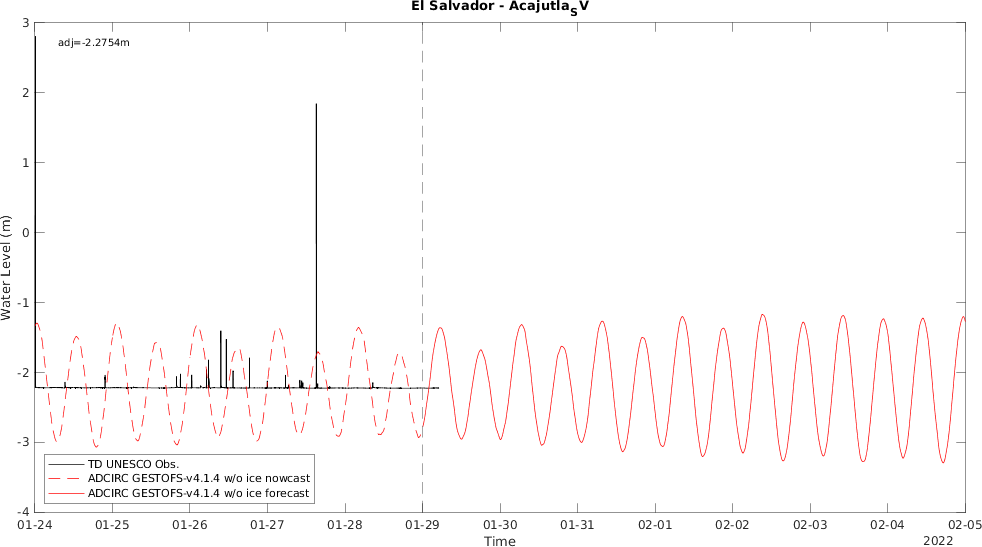 El Salvador - AcajutlaSV
adj=-2.2754m
3
2
1
0
-1
-2
-3
-4
Water Level (m)
TD UNESCO Obs.
ADCIRC GESTOFS-v4.1.4 w/o ice nowcast
ADCIRC GESTOFS-v4.1.4 w/o ice forecast
01-24 01-25 01-26 01-27 01-28 01-29 01-30 01-31 02-01 02-02 02-03 02-04 02-05
Time
2022